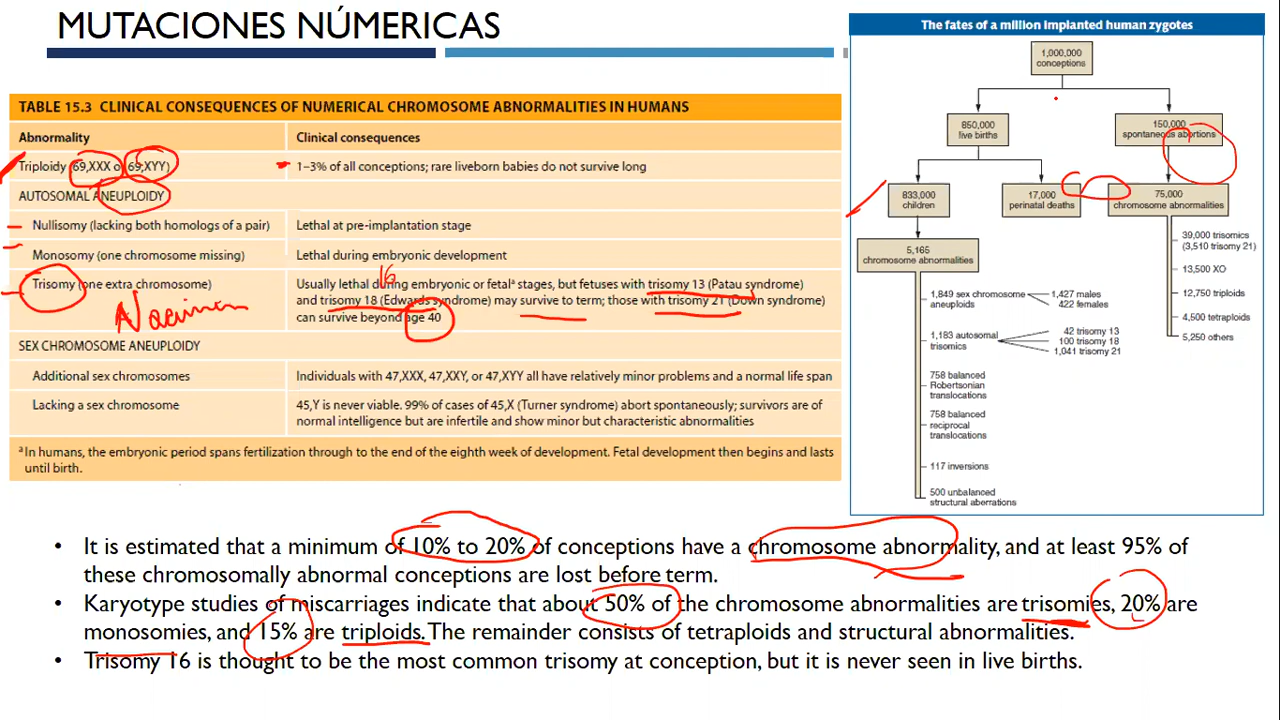 MUTACIONES NÚMERICAS
TABLE 15.3 CLINICAL CONSEQUENCES OF NUMERICAL CHROMOSOME ABNORMALITIES IN HUMANS
Abnormality Clinical consequences
Triploidy (69,XXX o 69,XYY) 1–3% of all conceptions; rare liveborn babies do not survive long
AUTOSOMAL ANEUPLOIDY
Nullisomy (lacking both homologs of a pair) Lethal at pre-implantation stage
Monosomy (one chromosome missing) Lethal during embryonic development
16
Trisomy (one extra chromosome) Usually lethal during embryonic or fetalᵃ stages, but fetuses with trisomy 13 (Patau syndrome)
and trisomy 18 (Edwards syndrome) may survive to term; those with trisomy 21 (Down syndrome)
can survive beyond age 40
SEX CHROMOSOME ANEUPLOIDY
Additional sex chromosomes Individuals with 47,XXX, 47,XXY, or 47,XYY all have relatively minor problems and a normal life span
Lacking a sex chromosome 45,Y is never viable. 99% of cases of 45,X (Turner syndrome) abort spontaneously; survivors are of
normal intelligence but are infertile and show minor but characteristic abnormalities
ᵃ In humans, the embryonic period spans fertilization through to the end of the eighth week of development. Fetal development then begins and lasts
until birth.
The fates of a million implanted human zygotes
1,000,000
conceptions
850,000
live births
150,000
spontaneous abortions
833,000
children
17,000
perinatal deaths
75,000
chromosome abnormalities
5,165
chromosome abnormalities
39,000 trisomics
(3,510 trisomy 21)
13,500 XO
12,750 triploids
4,500 tetraploids
5,250 others
1,849 sex chromosome
aneuploids
1,427 males
422 females
1,183 autosomal
trisomics
42 trisomy 13
100 trisomy 18
1,041 trisomy 21
758 balanced
Robertsonian
translocations
758 balanced
reciprocal
translocations
117 inversions
500 unbalanced
structural aberrations
• It is estimated that a minimum of 10% to 20% of conceptions have a chromosome abnormality, and at least 95% of
these chromosomally abnormal conceptions are lost before term.
• Karyotype studies of miscarriages indicate that about 50% of the chromosome abnormalities are trisomies, 20% are
monosomies, and 15% are triploids. The remainder consists of tetraploids and structural abnormalities.
• Trisomy 16 is thought to be the most common trisomy at conception, but it is never seen in live births.